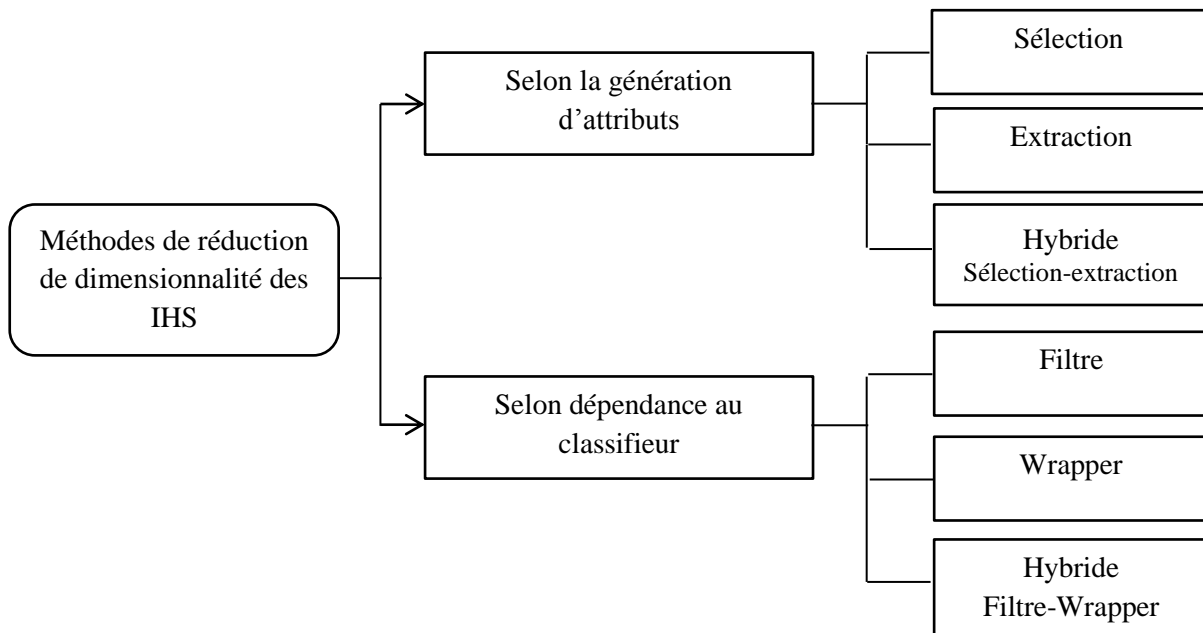 Méthodes de réduction
de dimensionnalité des
IHS
Selon la génération
d’attributs
Sélection
Extraction
Hybride
Sélection-extraction
Selon dépendance au
classifieur
Filtre
Wrapper
Hybride
Filtre-Wrapper